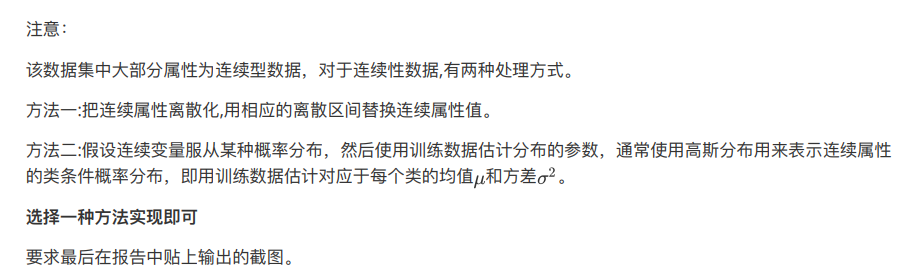 注意：
该数据集中大部分属性为连续型数据，对于连续性数据,有两种处理方式。
方法一:把连续属性离散化,用相应的离散区间替换连续属性值。
方法二:假设连续变量服从某种概率分布，然后使用训练数据估计分布的参数，通常使用高斯分布用来表示连续属性
的类条件概率分布，即用训练数据估计对应于每个类的均值μ和方差σ²。
选择一种方法实现即可
要求最后在报告中贴上输出的截图。